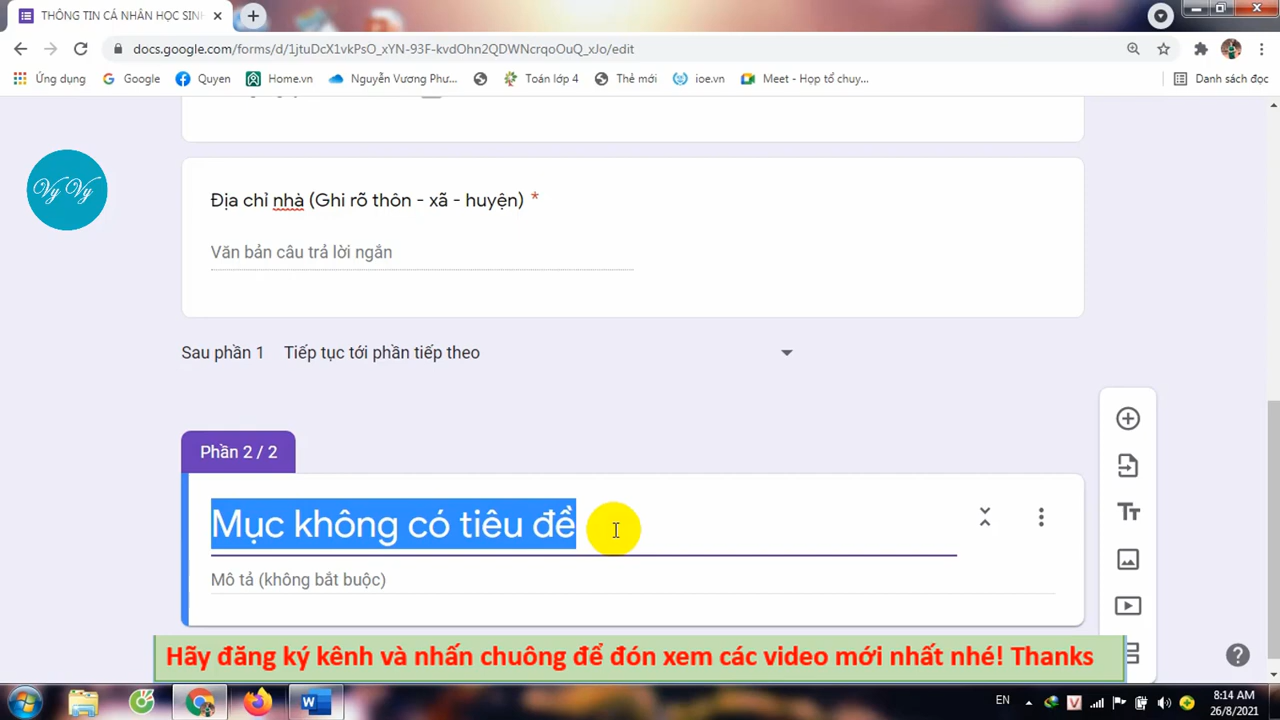 THÔNG TIN CÁ NHÂN HỌC SINH
docs.google.com/forms/d/1jtuDcX1vkPsO_xYN-93F-kvdOhn2QDWNcrqoOuQ_xJo/edit
Ứng dụng Google Quyen Home.vn Nguyễn Vương Phư... Toán lớp 4 Thẻ mới ioe.vn Meet - Họp tổ chuy... Danh sách đọc
Vy Vy
Địa chỉ nhà (Ghi rõ thôn - xã - huyện) *
Văn bản câu trả lời ngắn
Sau phần 1 Tiếp tục tới phần tiếp theo
Phần 2 / 2
Mục không có tiêu đề
Mô tả (không bắt buộc)
Hãy đăng ký kênh và nhấn chuông để đón xem các video mới nhất nhé! Thanks
EN
8:14 AM
26/8/2021